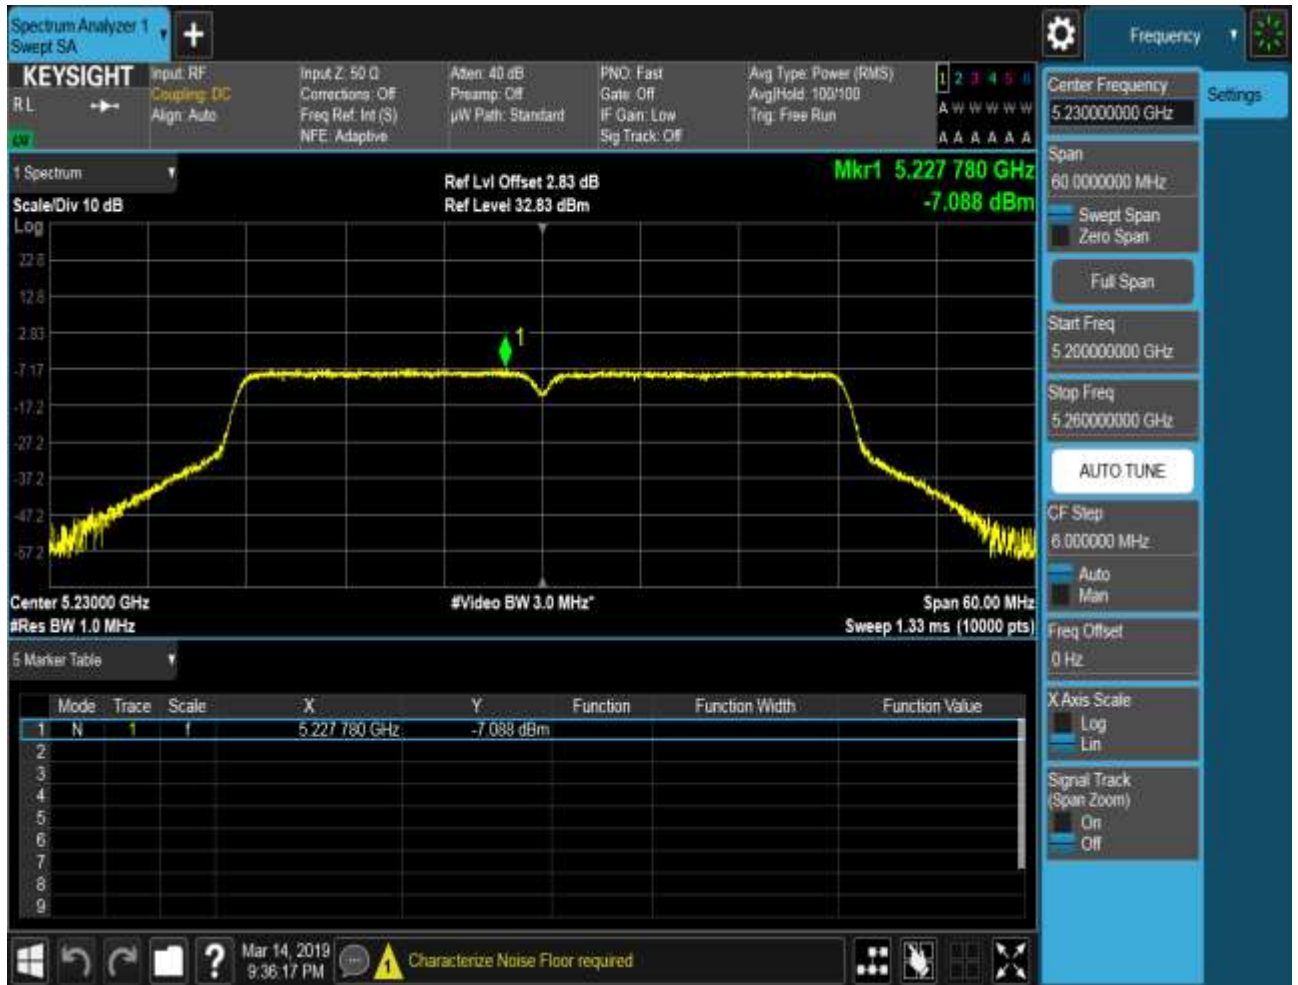 Spectrum Analyzer 1
Swept SA
+
Frequency
KEYSIGHT
RL
Input: RF
Coupling: DC
Align: Auto
Input Z: 50 Ω
Corrections: Off
Freq Ref: Int (S)
NFE: Adaptive
Atten: 40 dB
Preamp: Off
µW Path: Standard
PNO: Fast
Gate: Off
IF Gain: Low
Sig Track: Off
Avg Type: Power (RMS)
Avg|Hold: 100/100
Trig: Free Run
1 2 3 4 5 6
A W W W W W
A A A A A A
1 Spectrum
Scale/Div 10 dB
Ref Lvl Offset 2.83 dB
Ref Level 32.83 dBm
Mkr1 5.227 780 GHz
-7.088 dBm
Log
22.8
12.8
2.83
-7.17
-17.2
-27.2
-37.2
-47.2
-57.2
1
Center 5.23000 GHz
#Res BW 1.0 MHz
#Video BW 3.0 MHz*
Span 60.00 MHz
Sweep 1.33 ms (10000 pts)
5 Marker Table
Mode Trace Scale X Y Function Function Width Function Value
1 N 1 f 5.227 780 GHz -7.088 dBm
2
3
4
5
6
7
8
9
Mar 14, 2019
9:36:17 PM
?
1
Characterize Noise Floor required
Center Frequency
5.230000000 GHz
Settings
Span
60.0000000 MHz
Swept Span
Zero Span
Full Span
Start Freq
5.200000000 GHz
Stop Freq
5.260000000 GHz
AUTO TUNE
CF Step
6.000000 MHz
Auto
Man
Freq Offset
0 Hz
X Axis Scale
Log
Lin
Signal Track
(Span Zoom)
On
Off